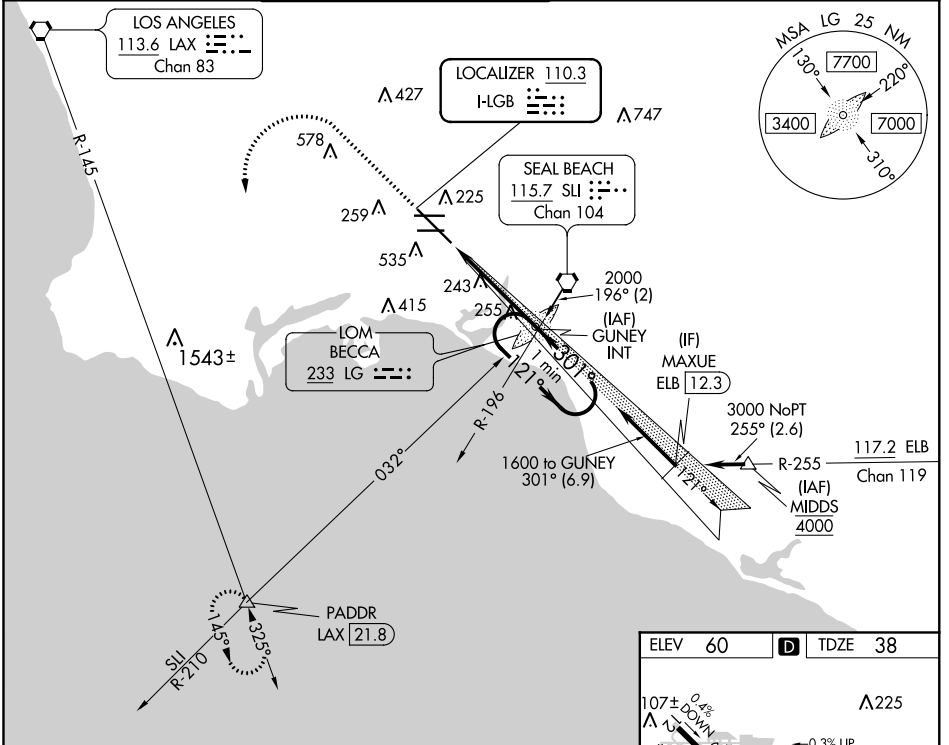 LOS ANGELES
113.6 LAX
Chan 83
LOCALIZER 110.3
I-LGB
MSA LG 25 NM
130°
7700
220°
3400
7000
310°
427
747
578
R-145
SEAL BEACH
115.7 SLI
Chan 104
225
259
535
243
2000
196° (2)
415
255
(IAF)
GUNEY
INT
LOM
BECCA
233 LG
1543±
(IF)
MAXUE
ELB 12.3
301°
1 min
121°
R-196
3000 NoPT
255° (2.6)
117.2 ELB
R-255
Chan 119
1600 to GUNEY
301° (6.9)
121°
(IAF)
MIDDS
4000
032°
PADDR
LAX 21.8
145°
325°
SLI
R-210
ELEV 60 D TDZE 38
107±
0.4%
DOWN
225
12
0.3% UP